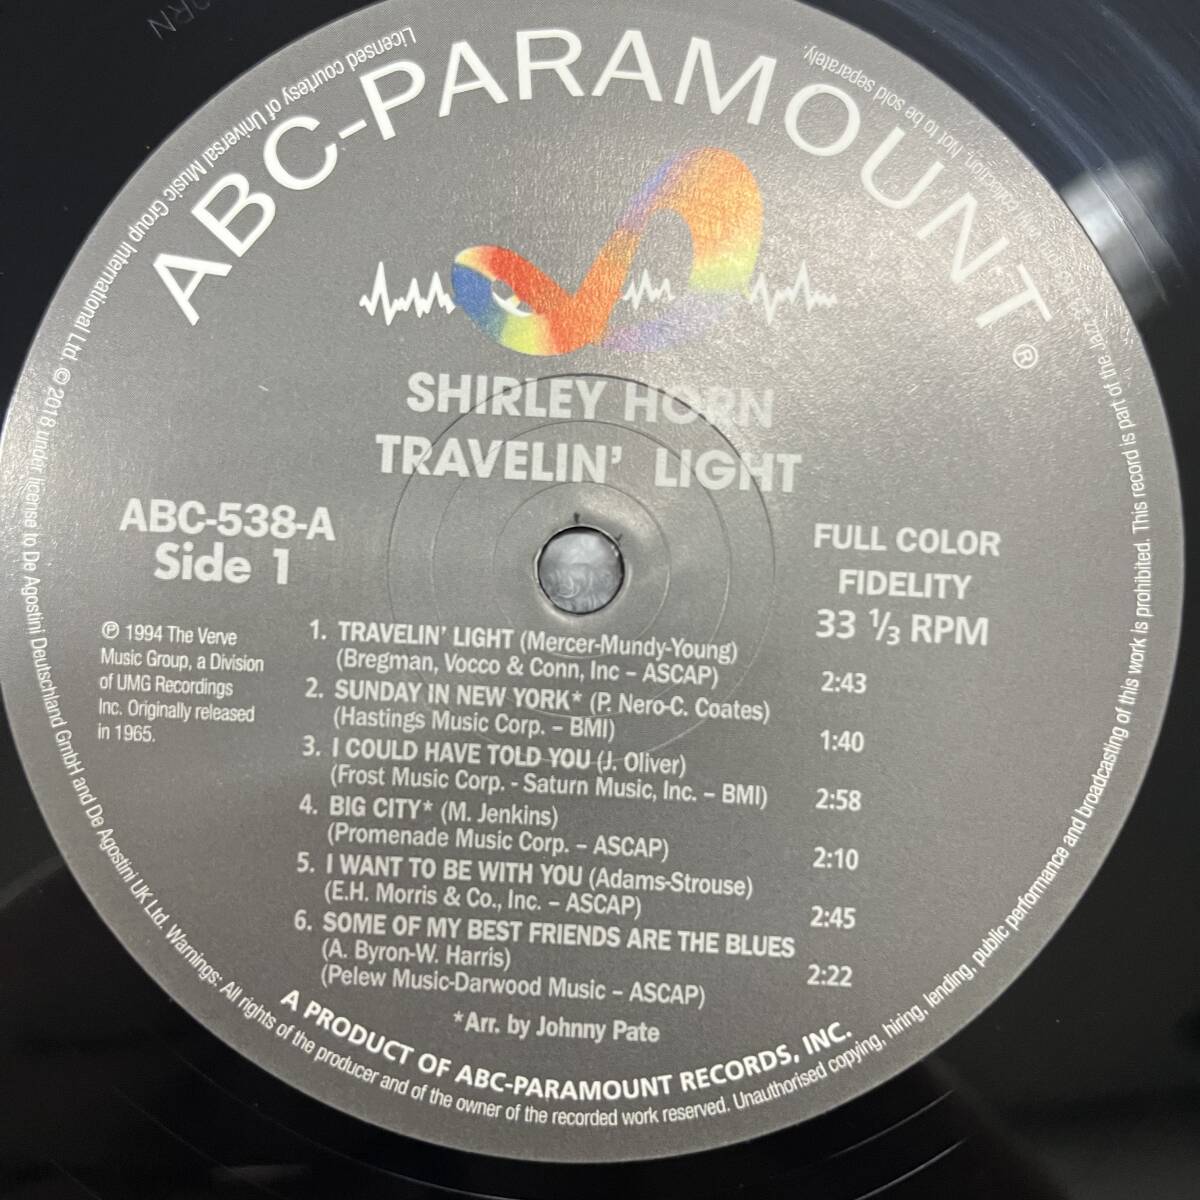 ABC-PARAMOUNT
®
SHIRLEY HORN
TRAVELIN' LIGHT
ABC-538-A
Side 1
FULL COLOR
FIDELITY
33 1/3 RPM
℗ 1994 The Verve
Music Group, a Division
of UMG Recordings
Inc. Originally released
in 1965.
1. TRAVELIN' LIGHT (Mercer-Mundy-Young)
(Bregman, Vocco & Conn, Inc – ASCAP) 2:43
2. SUNDAY IN NEW YORK* (P. Nero-C. Coates)
(Hastings Music Corp. – BMI) 1:40
3. I COULD HAVE TOLD YOU (J. Oliver)
(Frost Music Corp. - Saturn Music, Inc. – BMI) 2:58
4. BIG CITY* (M. Jenkins)
(Promenade Music Corp. – ASCAP) 2:10
5. I WANT TO BE WITH YOU (Adams-Strouse)
(E.H. Morris & Co., Inc. – ASCAP) 2:45
6. SOME OF MY BEST FRIENDS ARE THE BLUES
(A. Byron-W. Harris) 2:22
(Pelew Music-Darwood Music – ASCAP)
*Arr. by Johnny Pate
A PRODUCT OF ABC-PARAMOUNT RECORDS, INC.
Licensed courtesy of Universal Music Group International Ltd. © 2018 under license to De Agostini Deutschland GmbH and De Agostini UK Ltd. Warnings: All rights of the producer and of the owner of the recorded work reserved. Unauthorised copying, hiring, lending, public performance and broadcasting of this work is prohibited. This record is part of the Jazz collection. Not to be sold separately.